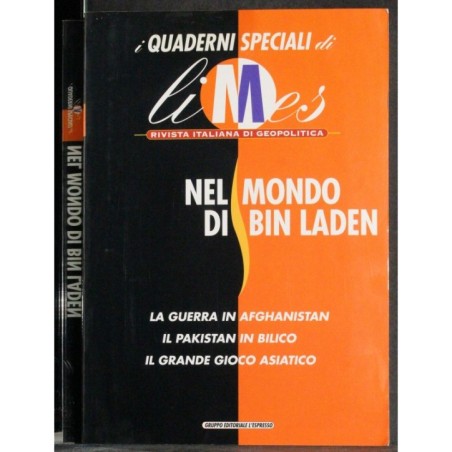 i QUADERNI SPECIALI di
liMes
RIVISTA ITALIANA DI GEOPOLITICA
NEL MONDO
DI BIN LADEN
LA GUERRA IN AFGHANISTAN
IL PAKISTAN IN BILICO
IL GRANDE GIOCO ASIATICO
GRUPPO EDITORIALE L'ESPRESSO
NEL MONDO DI BIN LADEN